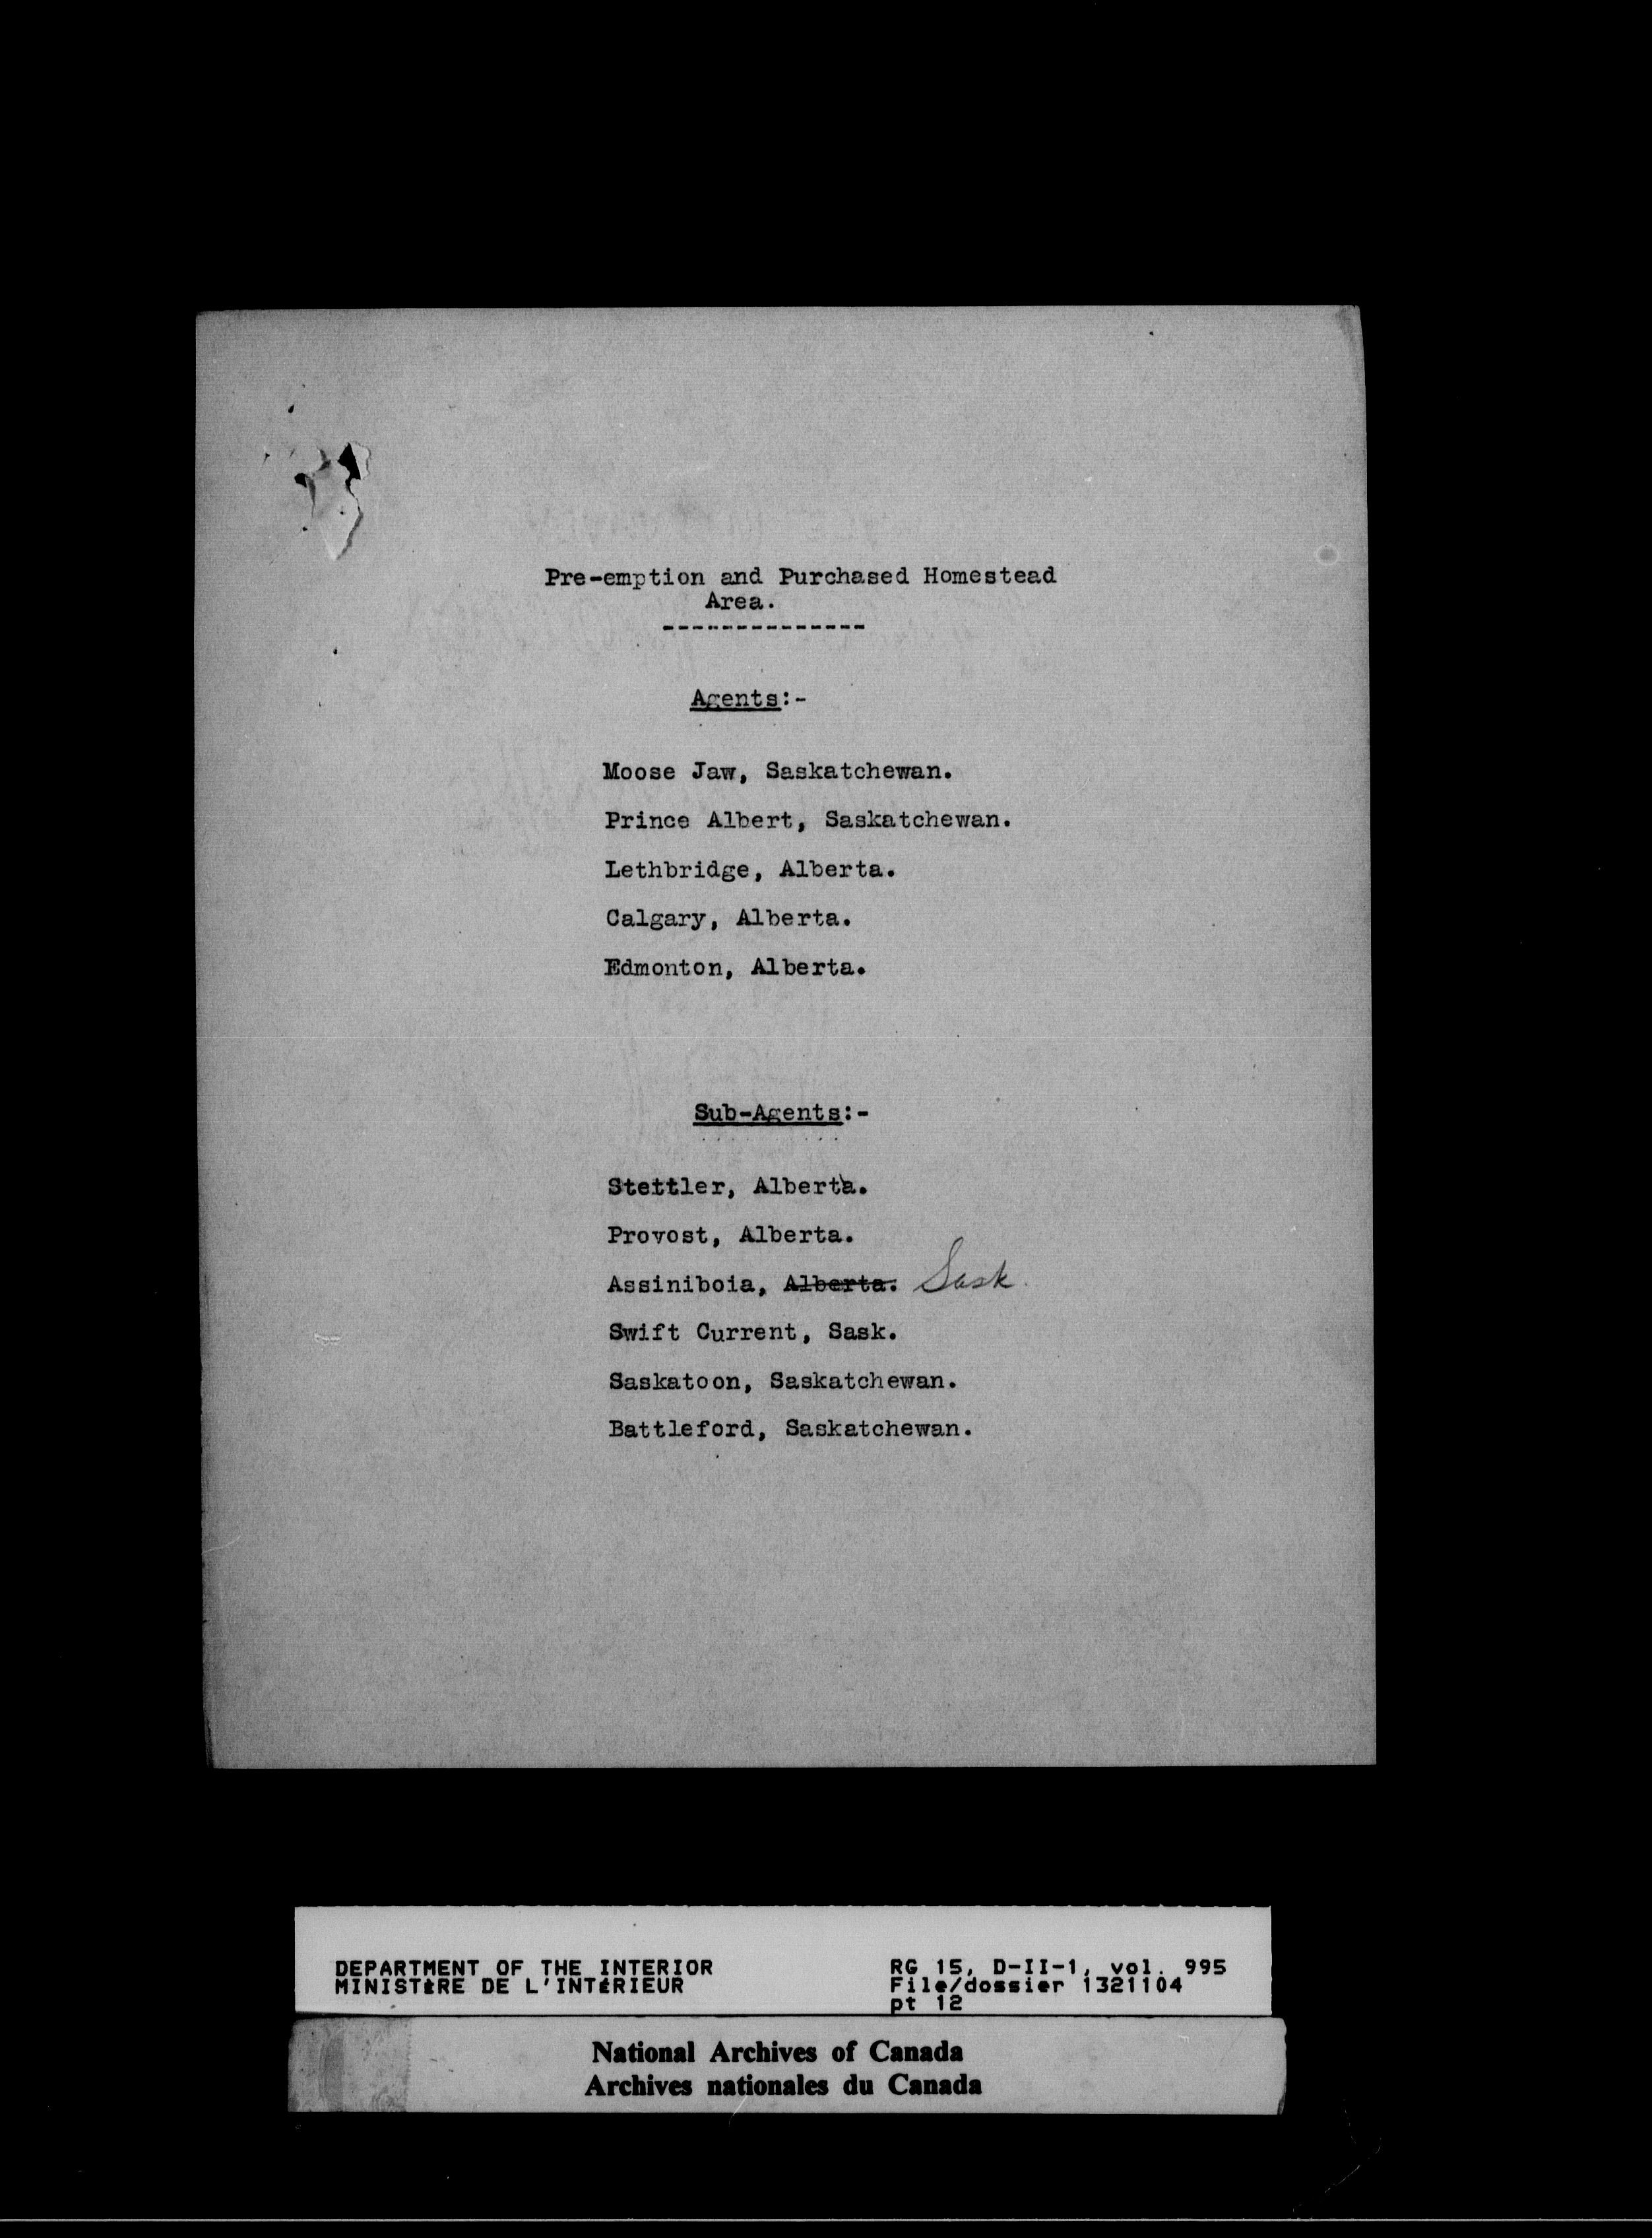 Pre-emption and Purchased Homestead
Area.
--------------
Agents:-
Moose Jaw, Saskatchewan.
Prince Albert, Saskatchewan.
Lethbridge, Alberta.
Calgary, Alberta.
Edmonton, Alberta.
Sub-Agents:-
Stettler, Alberta.
Provost, Alberta.
Assiniboia, Alberta. Sask.
Swift Current, Sask.
Saskatoon, Saskatchewan.
Battleford, Saskatchewan.
DEPARTMENT OF THE INTERIOR
MINISTÈRE DE L'INTÉRIEUR
RG 15, D-II-1, vol. 995
File/dossier 1321104
pt 12
National Archives of Canada
Archives nationales du Canada